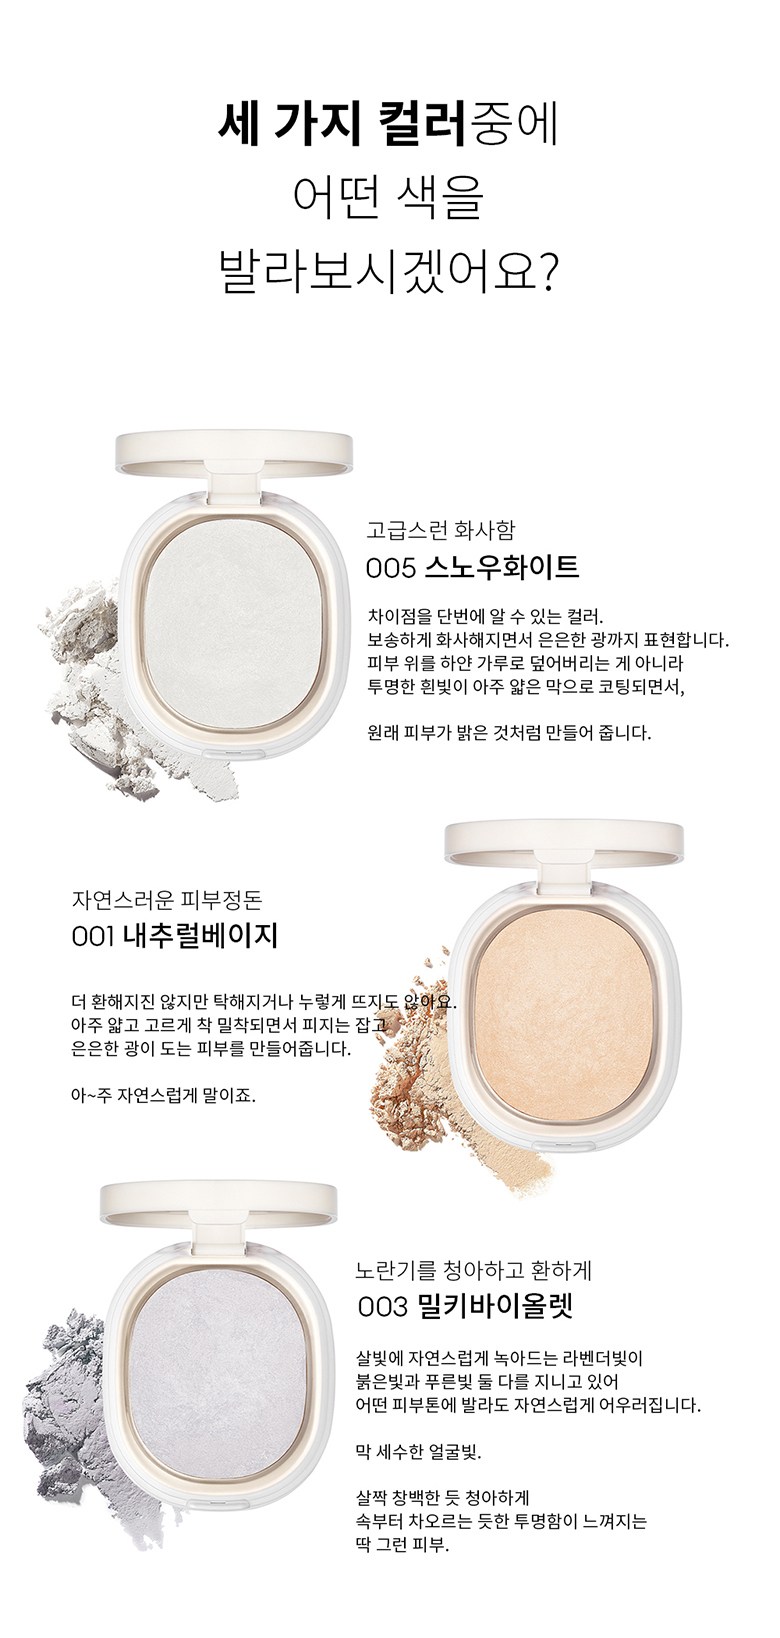 세 가지 컬러중에
어떤 색을
발라보시겠어요?
고급스런 화사함
005 스노우화이트
차이점을 단번에 알 수 있는 컬러.
보송하게 화사해지면서 은은한 광까지 표현합니다.
피부 위를 하얀 가루로 덮어버리는 게 아니라
투명한 흰빛이 아주 얇은 막으로 코팅되면서,
원래 피부가 밝은 것처럼 만들어 줍니다.
자연스러운 피부정돈
001 내추럴베이지
더 환해지진 않지만 탁해지거나 누렇게 뜨지도 않아요.
아주 얇고 고르게 착 밀착되면서 피지는 잡고
은은한 광이 도는 피부를 만들어줍니다.
아~주 자연스럽게 말이죠.
노란기를 청아하고 환하게
003 밀키바이올렛
살빛에 자연스럽게 녹아드는 라벤더빛이
붉은빛과 푸른빛 둘 다를 지니고 있어
어떤 피부톤에 발라도 자연스럽게 어우러집니다.
막 세수한 얼굴빛.
살짝 창백한 듯 청아하게
속부터 차오르는 듯한 투명함이 느껴지는
딱 그런 피부.